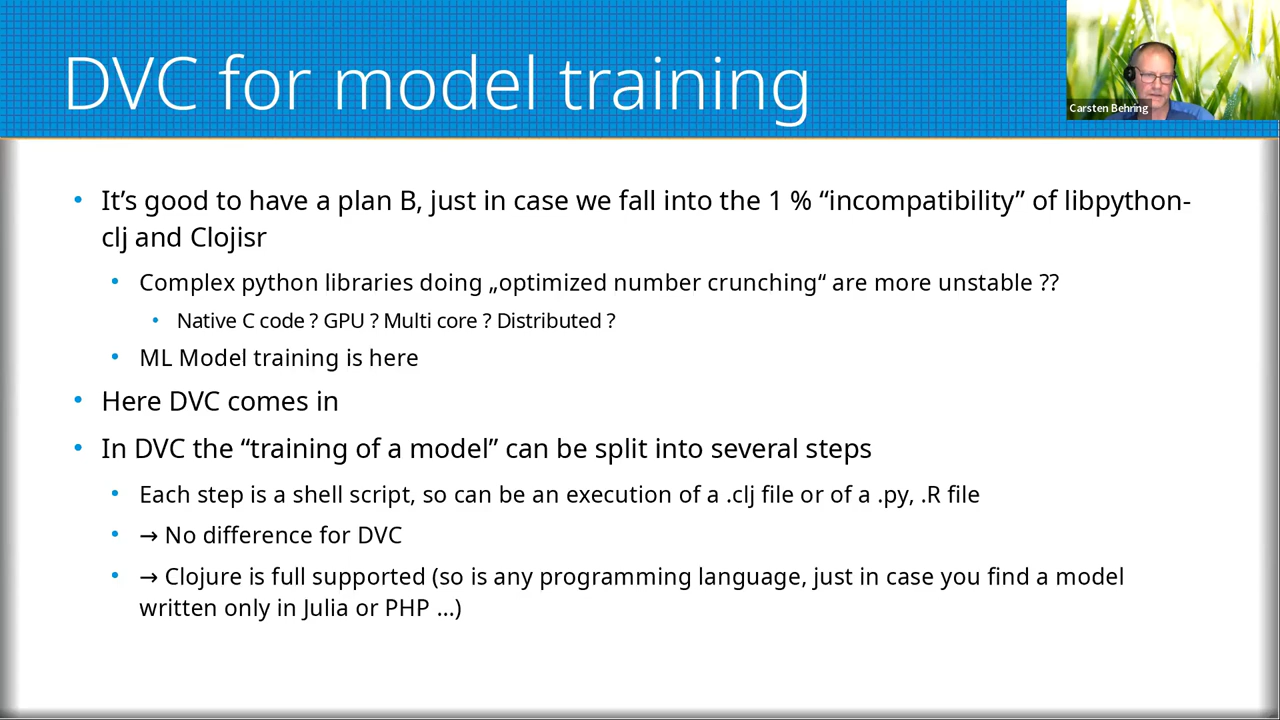 DVC for model training
Carsten Behring
It’s good to have a plan B, just in case we fall into the 1 % “incompatibility” of libpython-
clj and Clojisr
Complex python libraries doing „optimized number crunching“ are more unstable ??
Native C code ? GPU ? Multi core ? Distributed ?
ML Model training is here
Here DVC comes in
In DVC the “training of a model” can be split into several steps
Each step is a shell script, so can be an execution of a .clj file or of a .py, .R file
→ No difference for DVC
→ Clojure is full supported (so is any programming language, just in case you find a model
written only in Julia or PHP ...)